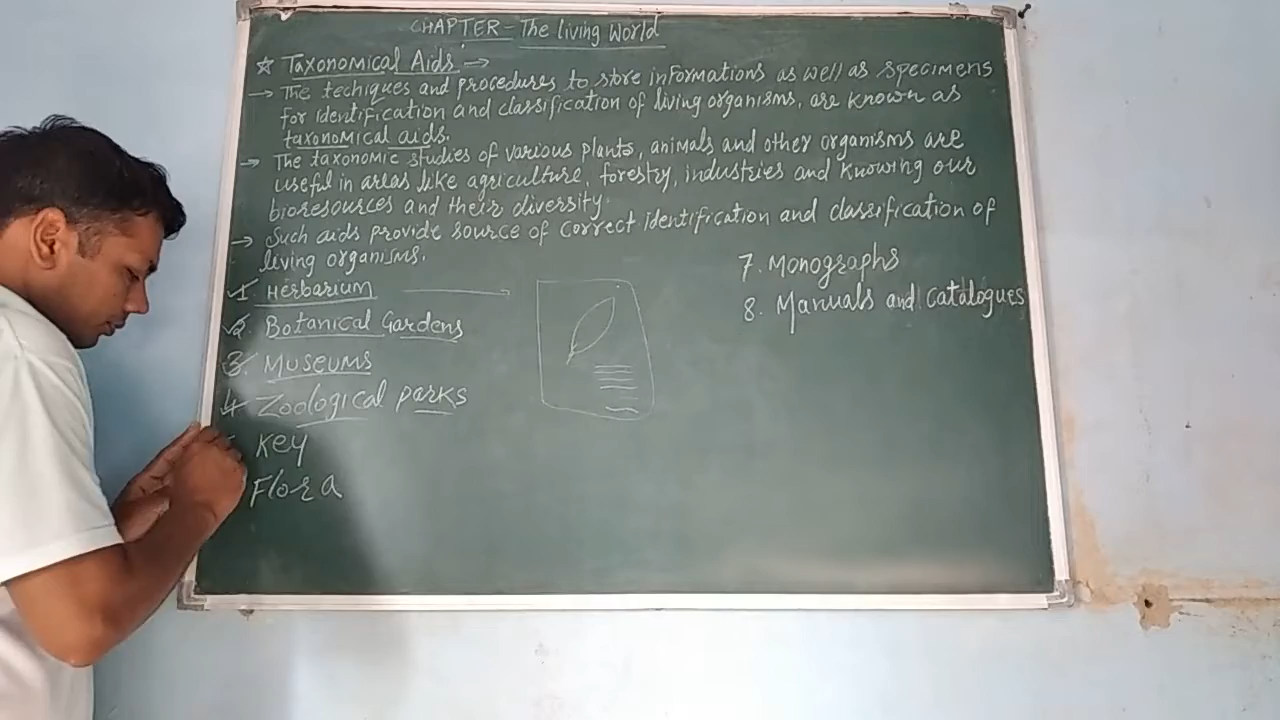 CHAPTER - The living World
☆ Taxonomical Aids →
→ The techiques and procedures to store informations as well as specimens
for identification and classification of living organisms, are known as
taxonomical aids.
→ The taxonomic studies of various plants, animals and other organisms are
useful in areas like agriculture, forestry, industries and knowing our
bioresources and their diversity.
→ Such aids provide source of correct identification and classification of
living organisms.
1. Herbarium
2. Botanical Gardens
3. Museums
4. Zoological parks
Key
Flora
7. Monographs
8. Manuals and Catalogues